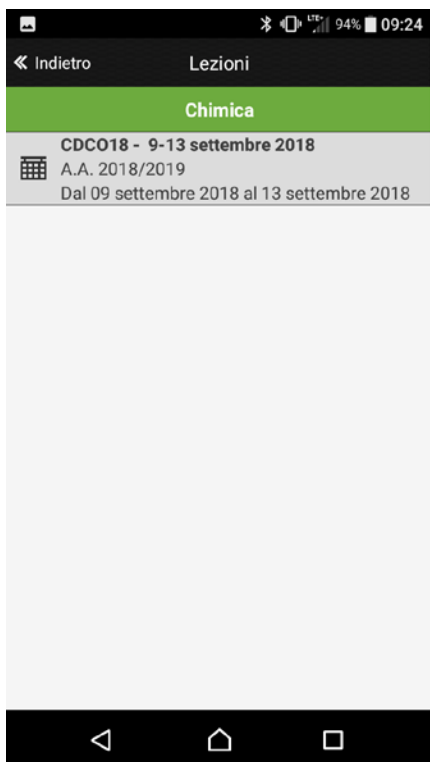 LTE+ 94% 09:24
Indietro Lezioni
Chimica
CDCO18 - 9-13 settembre 2018
A.A. 2018/2019
Dal 09 settembre 2018 al 13 settembre 2018